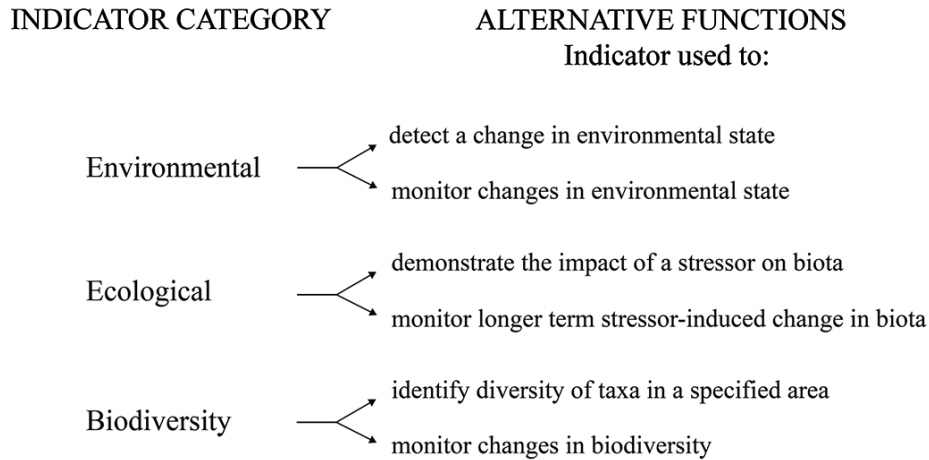 INDICATOR CATEGORY
ALTERNATIVE FUNCTIONS
Indicator used to:
Environmental
detect a change in environmental state
monitor changes in environmental state
Ecological
demonstrate the impact of a stressor on biota
monitor longer term stressor-induced change in biota
Biodiversity
identify diversity of taxa in a specified area
monitor changes in biodiversity